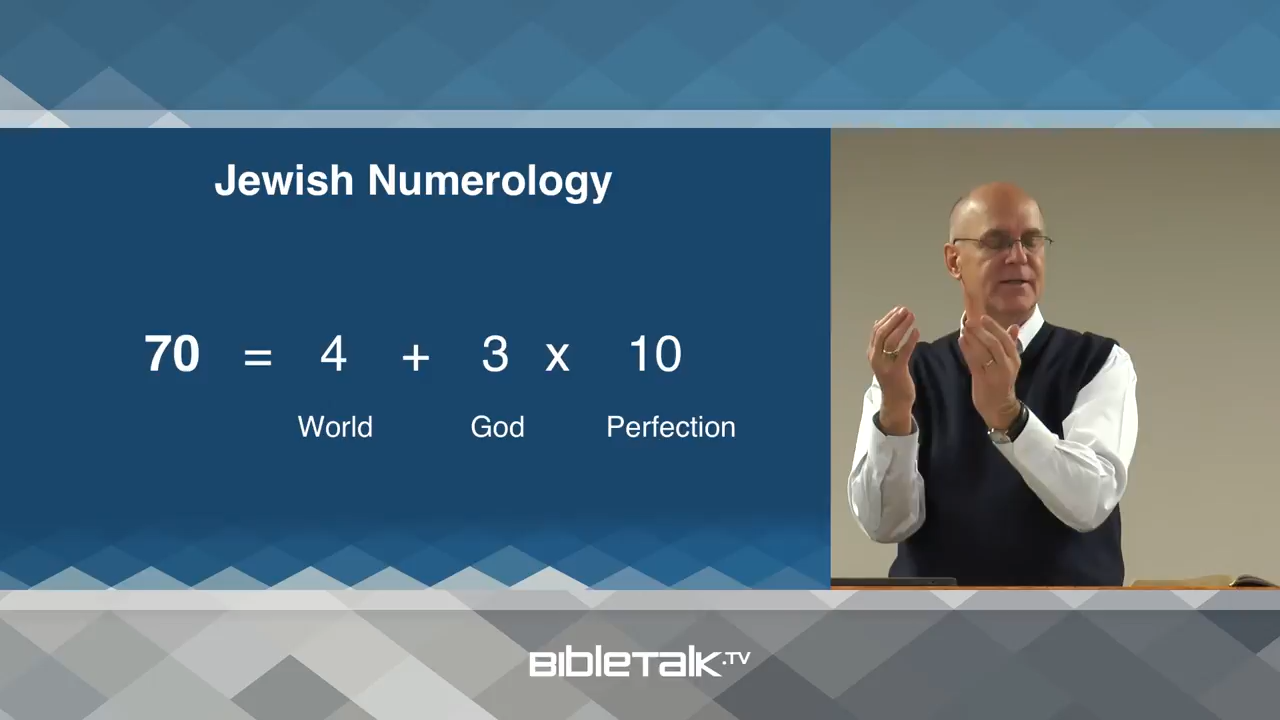 Jewish Numerology
70 = 4 + 3 x 10
World God Perfection
BIBLETALK.TV